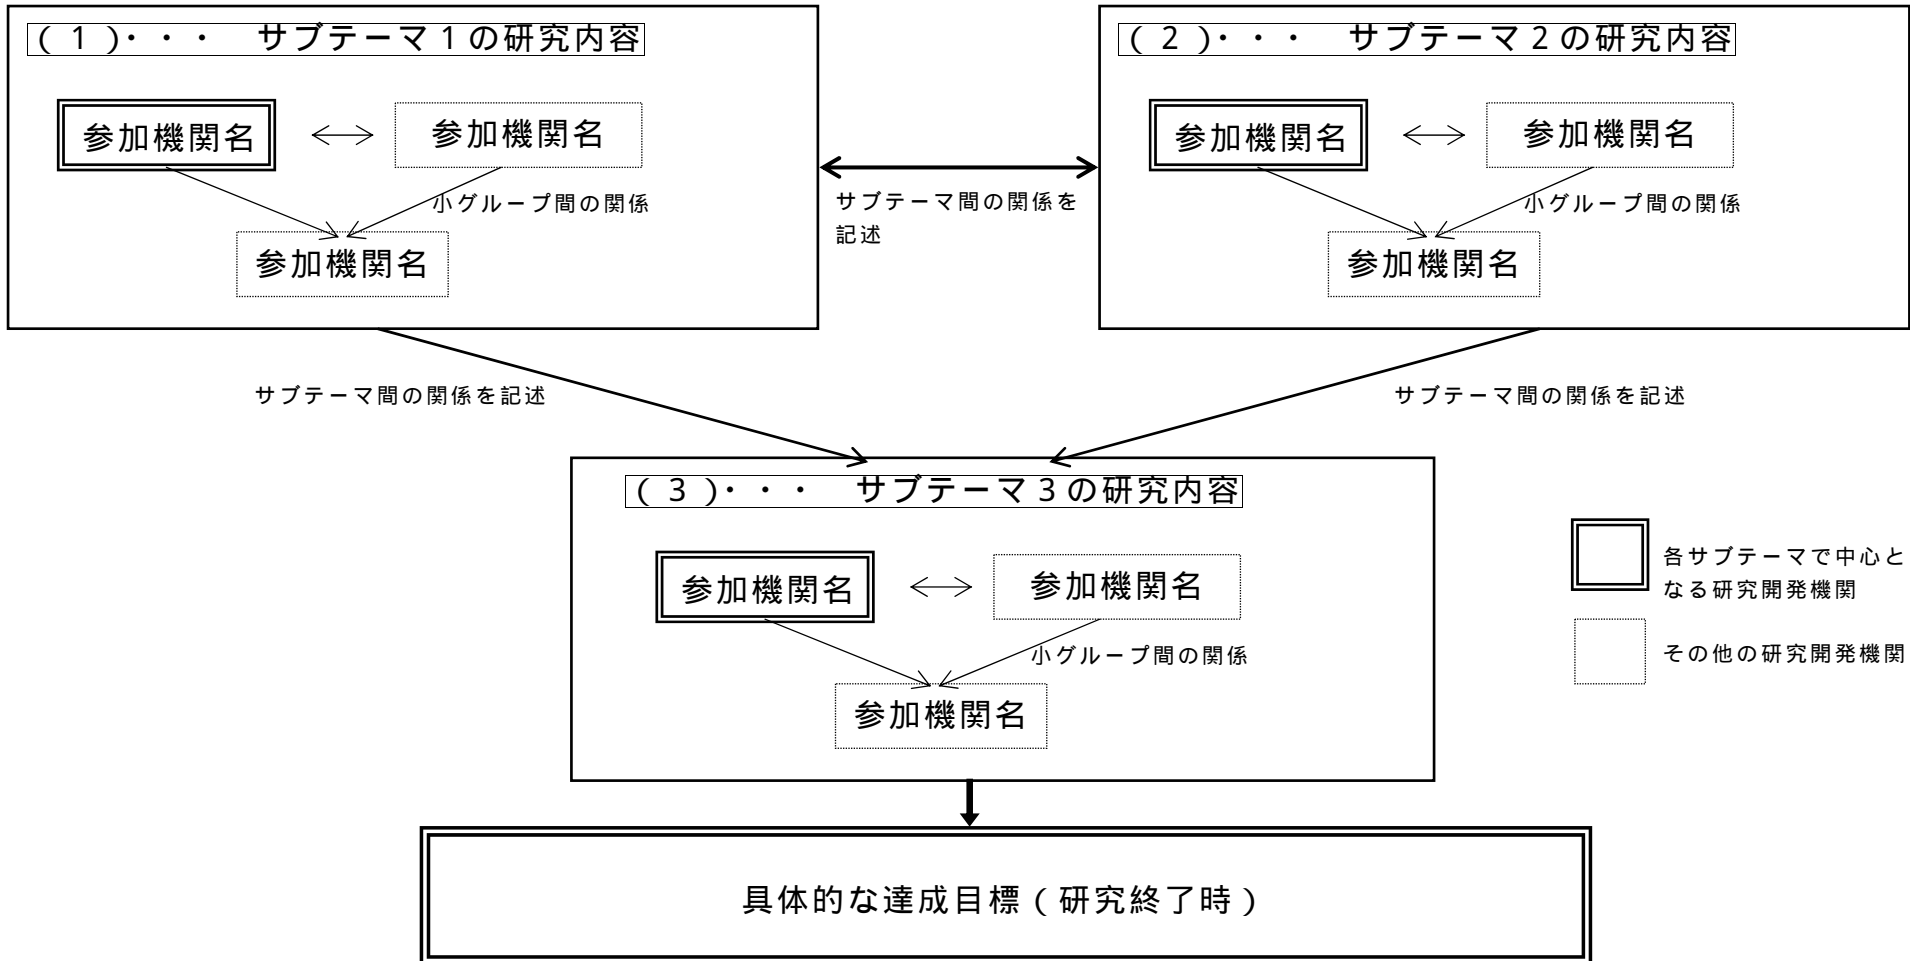 (１)・・・　サブテーマ１の研究内容
参加機関名
参加機関名
小グループ間の関係
参加機関名
サブテーマ間の関係を
記述
(２)・・・　サブテーマ２の研究内容
参加機関名
参加機関名
小グループ間の関係
参加機関名
サブテーマ間の関係を記述
サブテーマ間の関係を記述
(３)・・・　サブテーマ３の研究内容
参加機関名
参加機関名
小グループ間の関係
参加機関名
各サブテーマで中心と
なる研究開発機関
その他の研究開発機関
具体的な達成目標(研究終了時)